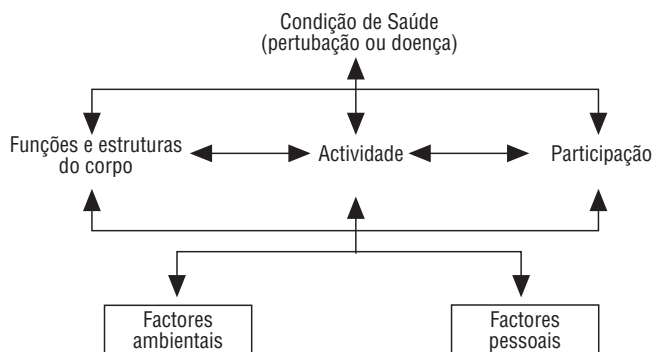 Condição de Saúde
(pertubação ou doença)
Funções e estruturas
do corpo
Actividade
Participação
Factores
ambientais
Factores
pessoais